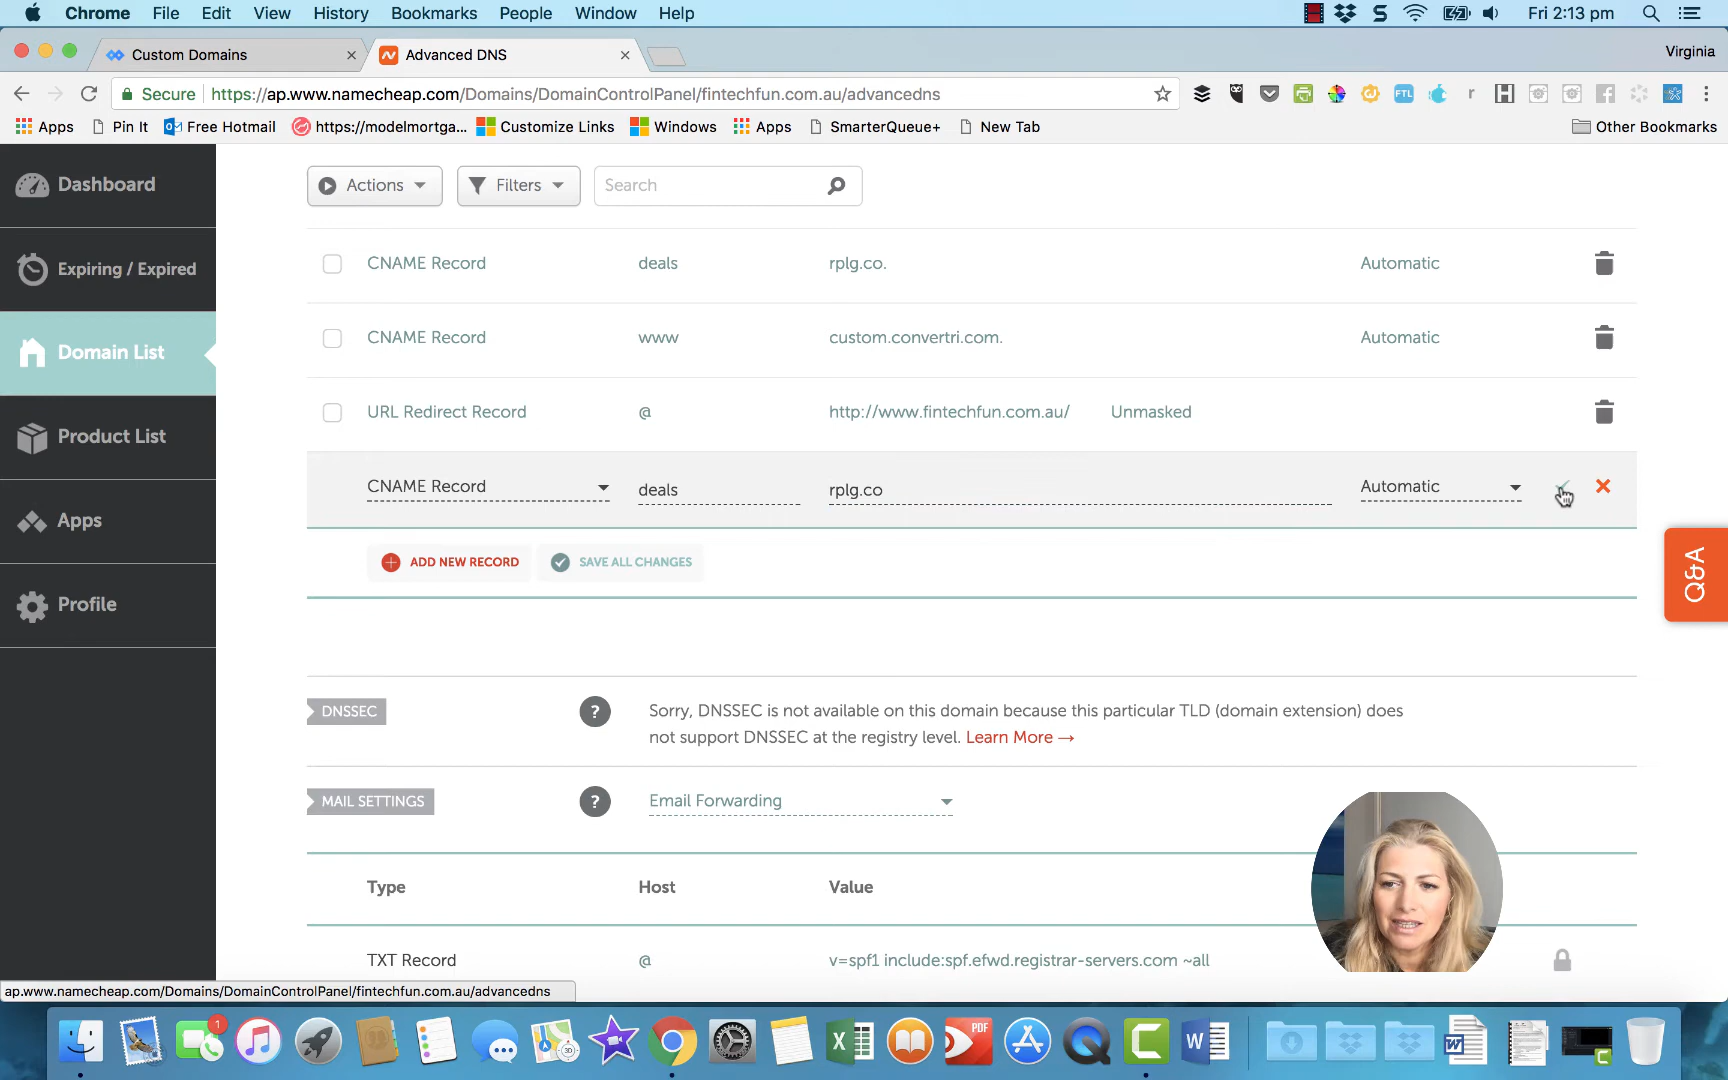 Chrome File Edit View History Bookmarks People Window Help Fri 2:13 pm
Custom Domains Advanced DNS Virginia
Secure https://ap.www.namecheap.com/Domains/DomainControlPanel/fintechfun.com.au/advancedns FTL r H
Apps Pin It Free Hotmail https://modelmortga... Customize Links Windows Apps SmarterQueue+ New Tab Other Bookmarks
Dashboard
Expiring / Expired
Domain List
Product List
Apps
Profile
Actions Filters Search
CNAME Record deals rplg.co. Automatic
CNAME Record www custom.convertri.com. Automatic
URL Redirect Record @ http://www.fintechfun.com.au/ Unmasked
CNAME Record deals rplg.co Automatic
ADD NEW RECORD SAVE ALL CHANGES
Q&A
DNSSEC ? Sorry, DNSSEC is not available on this domain because this particular TLD (domain extension) does
not support DNSSEC at the registry level. Learn More →
MAIL SETTINGS ? Email Forwarding
Type Host Value
TXT Record @ v=spf1 include:spf.efwd.registrar-servers.com ~all
ap.www.namecheap.com/Domains/DomainControlPanel/fintechfun.com.au/advancedns
1
3D
PDF